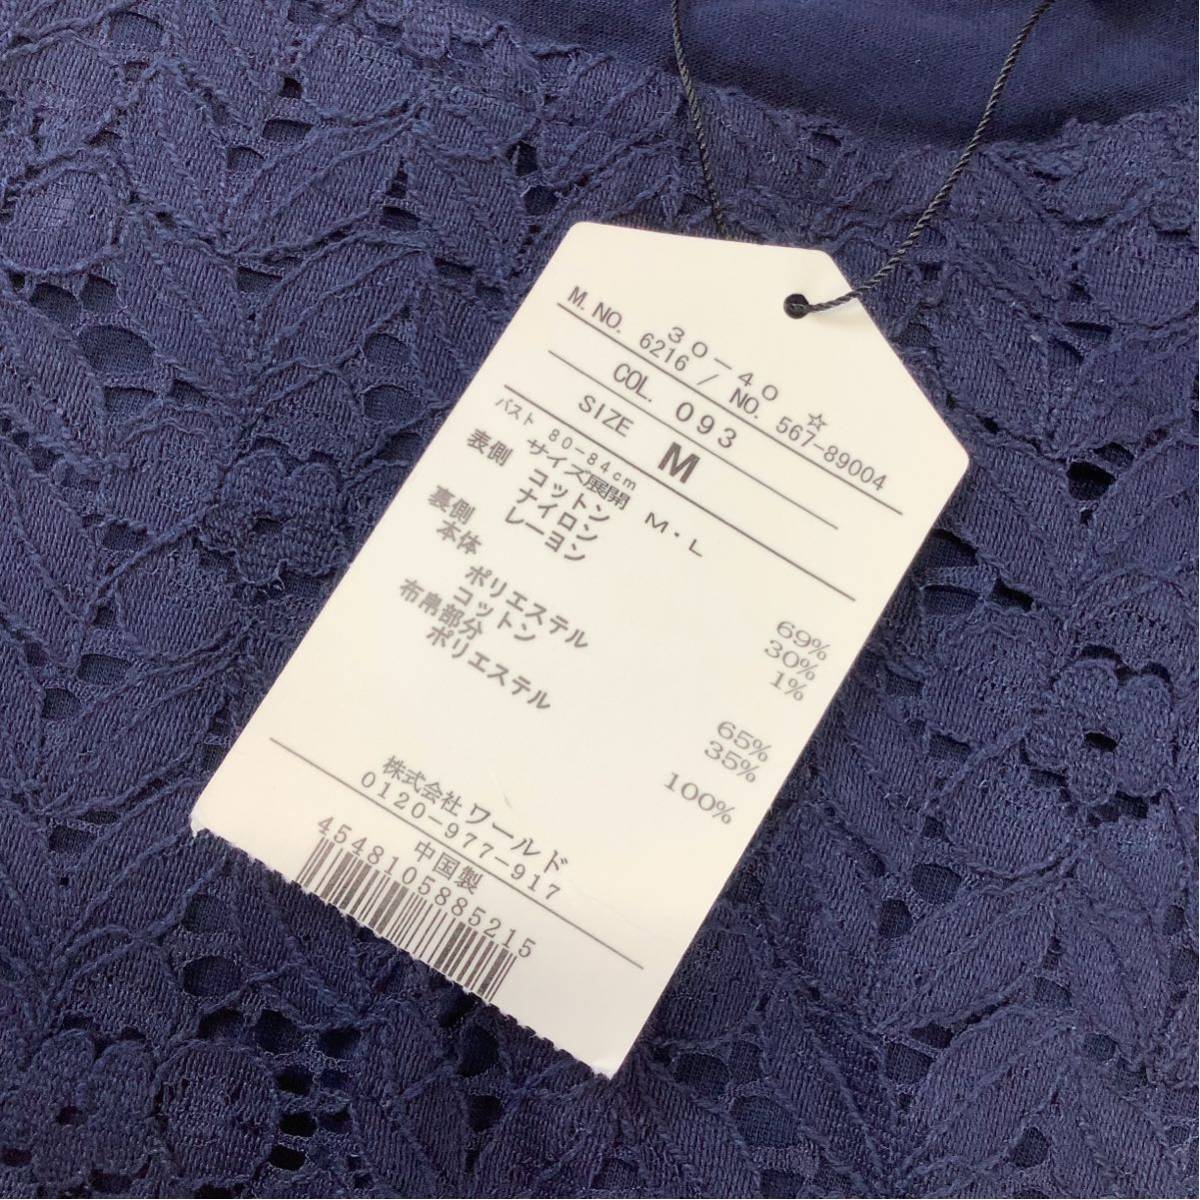 30-40 ☆
M. NO. 6216 / NO. 567-89004
COL. 093
SIZE M
バスト 80-84cm
サイズ展開 M・L
表側 コットン 69%
ナイロン 30%
レーヨン 1%
裏側
本体
ポリエステル 65%
コットン 35%
布帛部分
ポリエステル 100%
株式会社 ワールド
0120-977-917
中国製
4548105885215